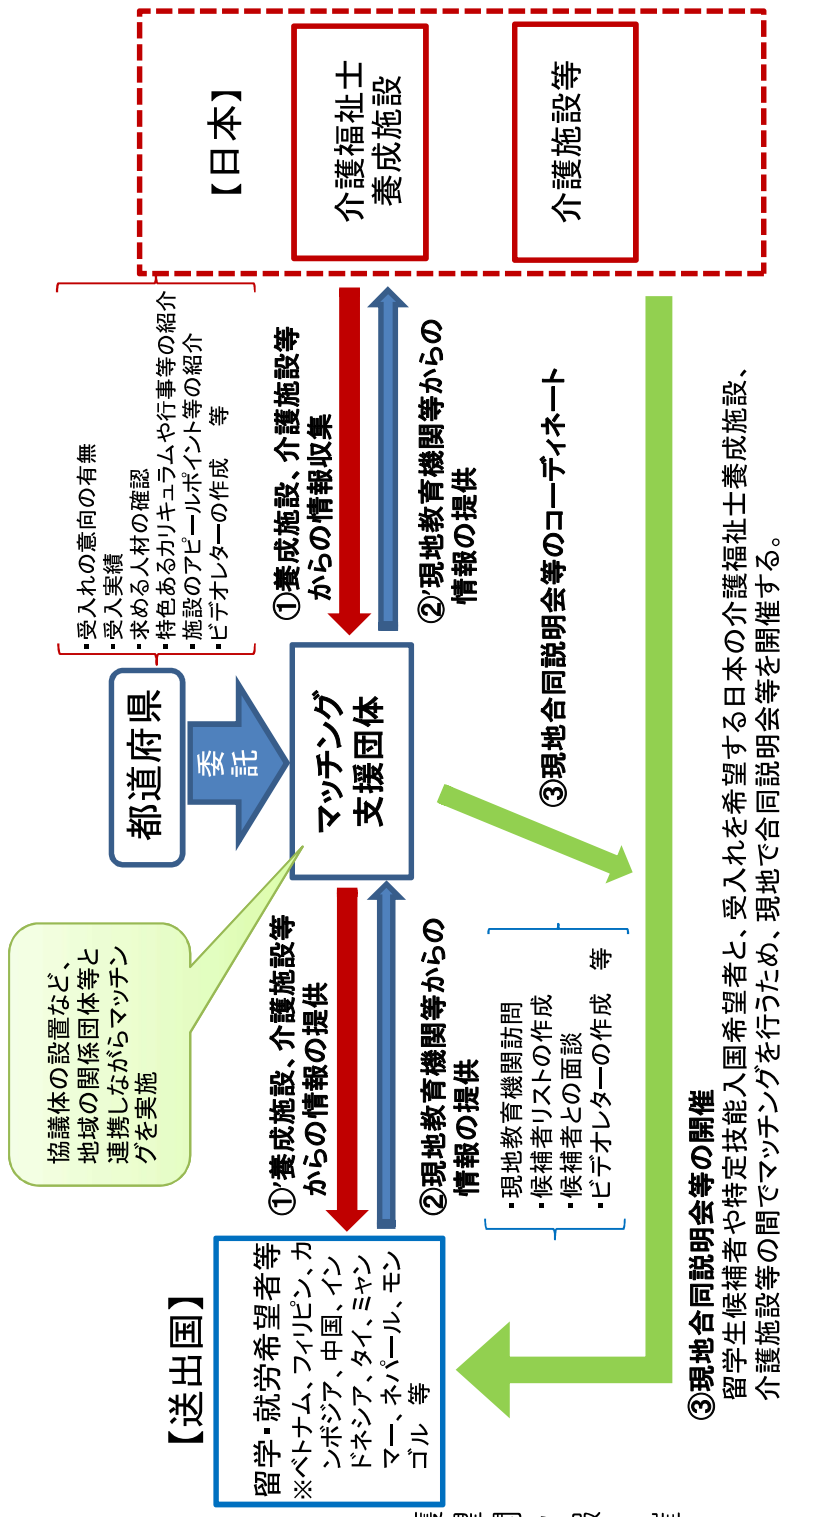 協議体の設置など、
地域の関係団体等と
連携しながらマッチン
グを実施
都道府県
委託
マッチング
支援団体
・受入れの意向の有無
・受入実績
・求める人材の確認
・特色あるカリキュラムや行事等の紹介
・施設のアピールポイント等の紹介
・ビデオレターの作成　等
【送出国】
留学・就労希望者等
※ベトナム、フィリピン、カ
ンボジア、中国、イン
ドネシア、タイ、ミャン
マー、ネパール、モン
ゴル　等
①’養成施設、介護施設等
からの情報の提供
②現地教育機関等からの
情報の提供
・現地教育機関訪問
・候補者リストの作成
・候補者との面談
・ビデオレターの作成　等
①養成施設、介護施設等
からの情報収集
②’現地教育機関等からの
情報の提供
③現地合同説明会等のコーディネート
【日本】
介護福祉士
養成施設
介護施設等
③現地合同説明会等の開催
留学生候補者や特定技能入国希望者と、受入れを希望する日本の介護福祉士養成施設、
介護施設等の間でマッチングを行うため、現地で合同説明会等を開催する。